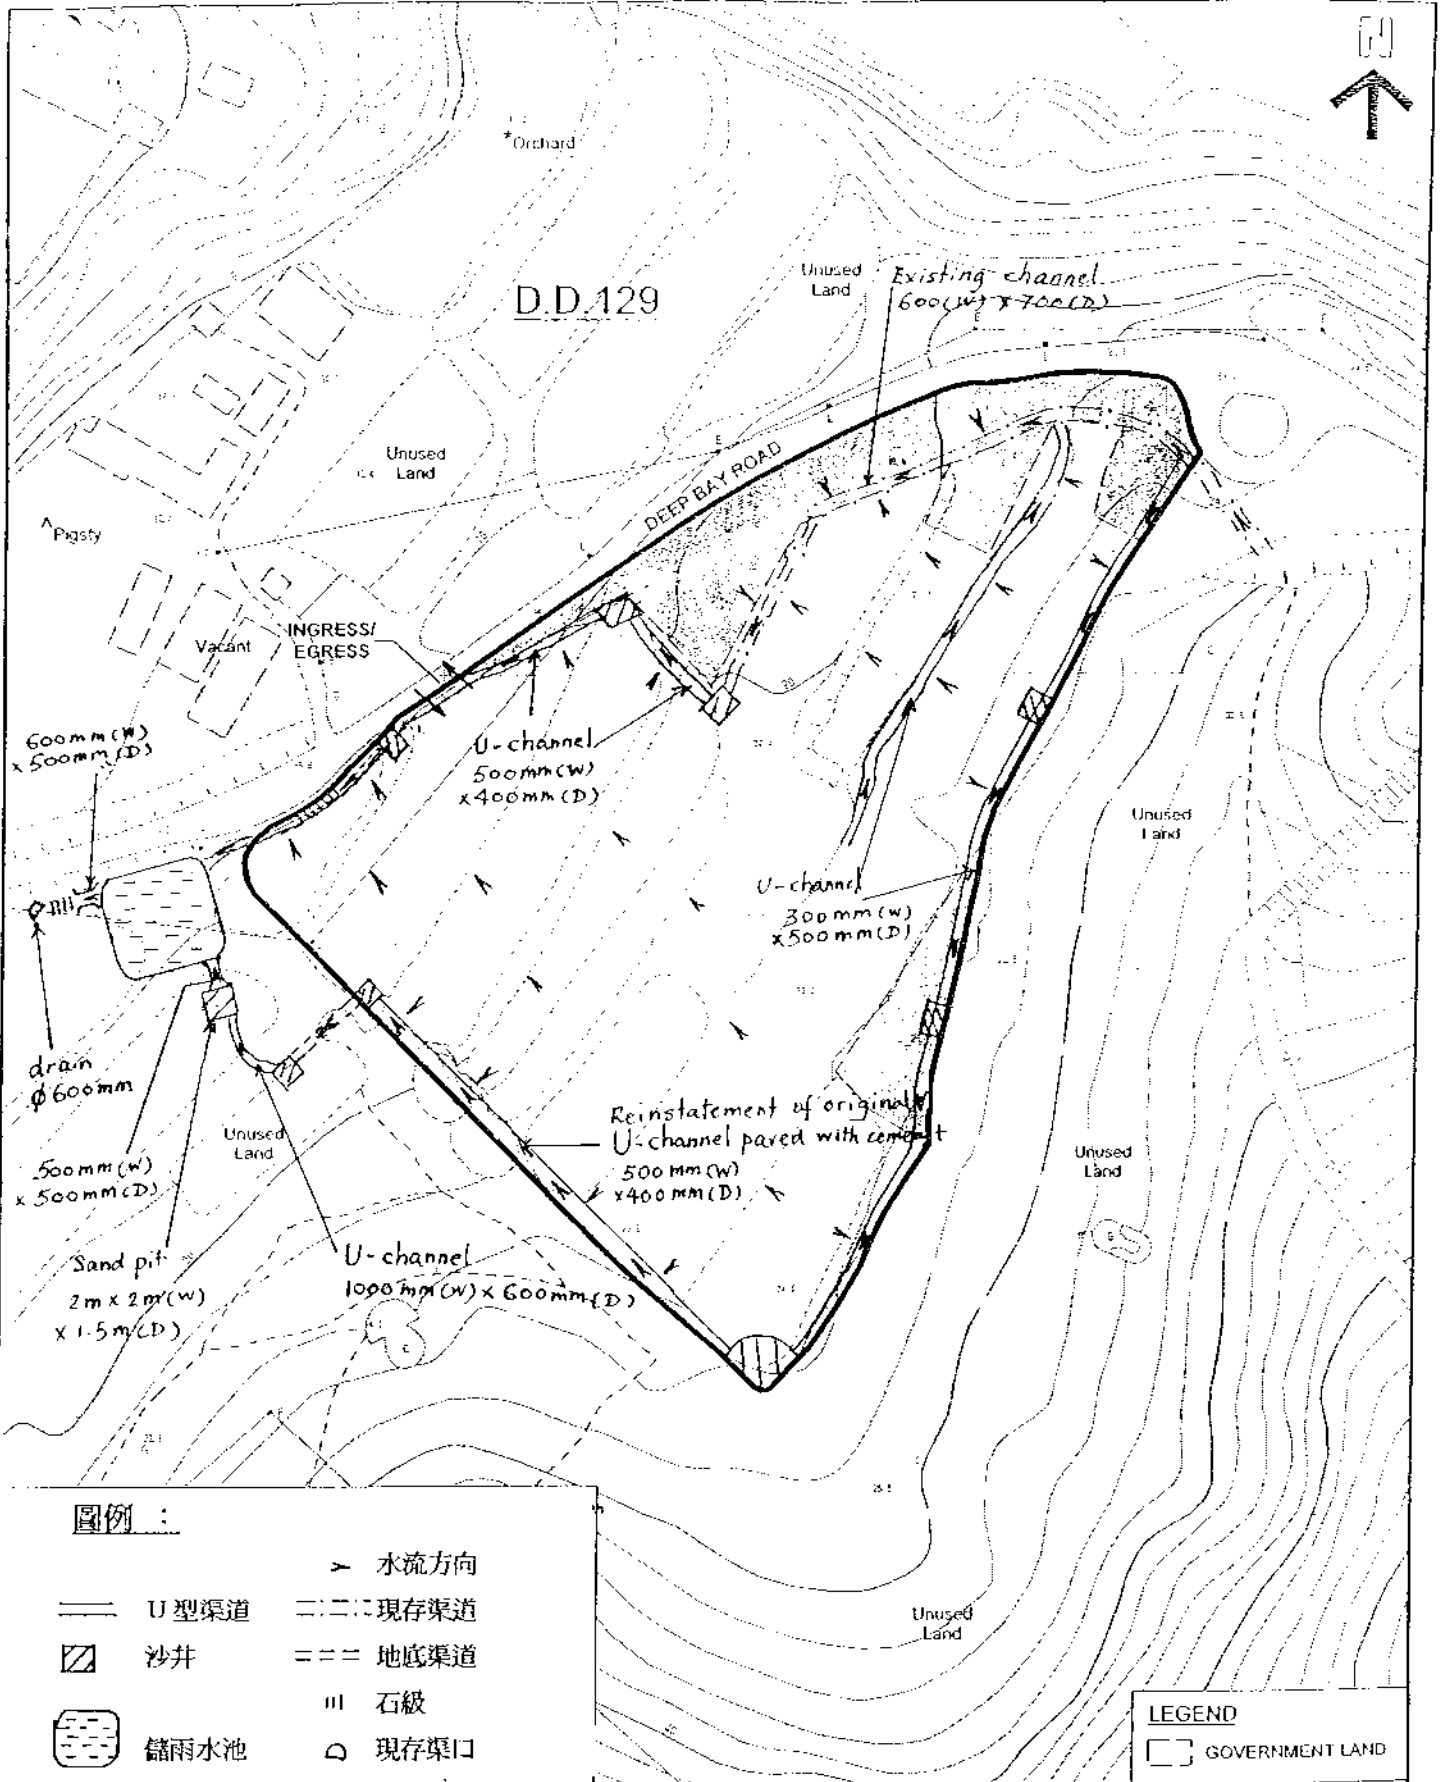 N
*Orchard
D.D.129
Unused
Land
Existing channel
600(W) x 700(D)
Unused
Land
DEEP BAY ROAD
^Pigsty
Vacant
INGRESS/
EGRESS
600mm(W)
x 500mm(D)
U-channel
500mm(W)
x400mm(D)
20
Unused
Land
U-channel
300mm(W)
x500mm(D)
drain
φ600mm
Reinstatement of original
U-channel paved with cement
500mm(W)
x400mm(D)
Unused
Land
Unused
Land
500mm(W)
x 500mm(D)
Sand pit
2m x 2m(W)
x 1.5m(D)
U-channel
1000mm(W) x 600mm(D)
圖例 :
水流方向
U型渠道
現存渠道
沙井
地底渠道
石級
儲雨水池
現存渠口
Unused
Land
LEGEND
GOVERNMENT LAND